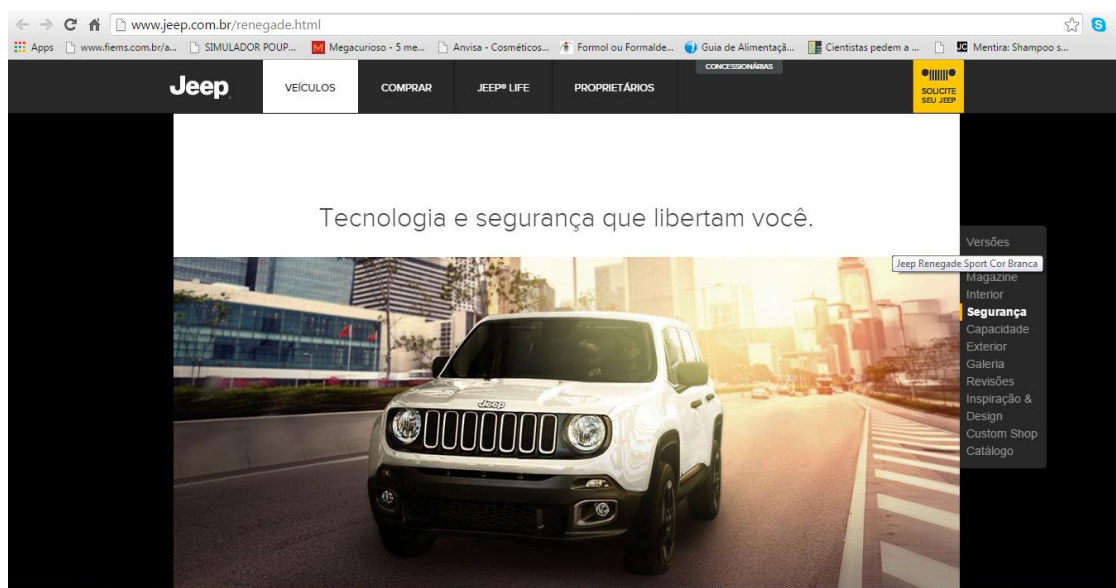 www.jeep.com.br/renegade.html
Apps www.fiems.com.br/a... SIMULADOR POUP... Megacurioso - 5 me... Anvisa - Cosméticos... Formol ou Formalde... Guia de Alimentaçã... Cientistas pedem a ... Mentira: Shampoo s...
CONCESSIONÁRIAS
Jeep VEÍCULOS COMPRAR JEEP® LIFE PROPRIETÁRIOS
SOLICITE
SEU JEEP
Tecnologia e segurança que libertam você.
Versões
Jeep Renegade Sport Cor Branca
Magazine
Interior
Segurança
Capacidade
Exterior
Galeria
Revisões
Inspiração &
Design
Custom Shop
Catálogo
Jeep